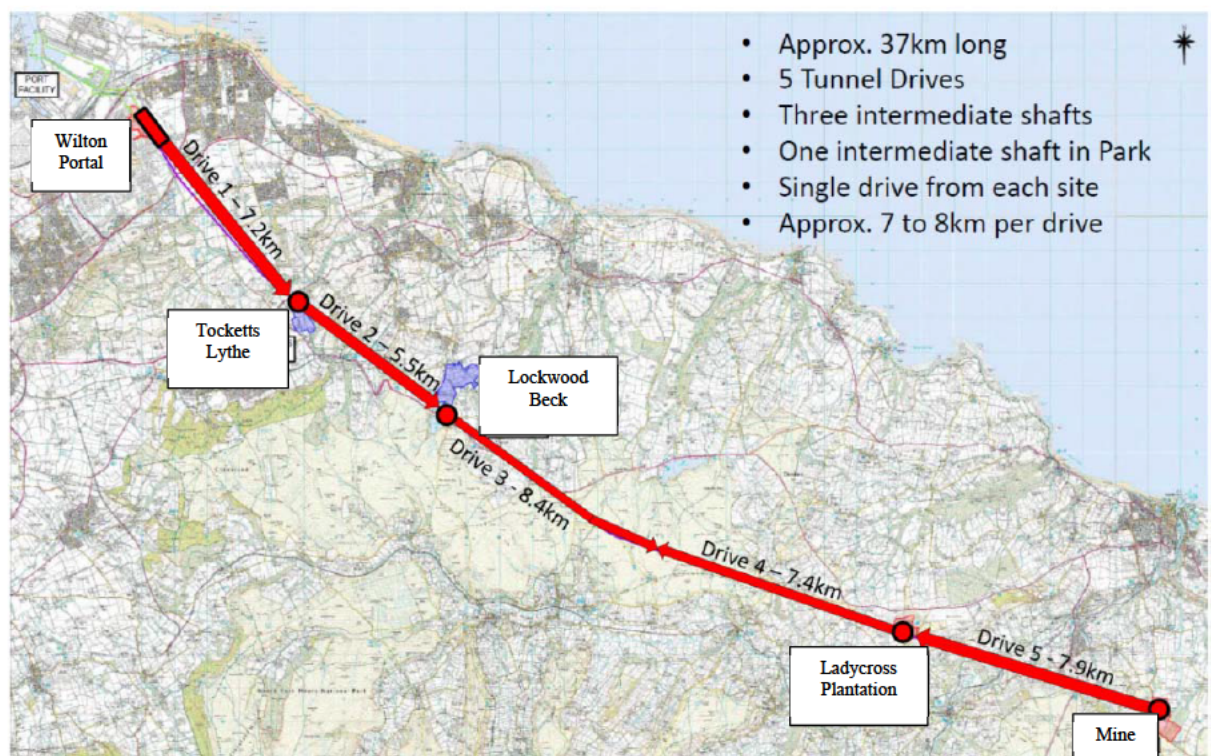 • Approx. 37km long
• 5 Tunnel Drives
• Three intermediate shafts
• One intermediate shaft in Park
• Single drive from each site
• Approx. 7 to 8km per drive
PORT
FACILITY
Wilton
Portal
Drive 1 – 7.2km
Tocketts
Lythe
Drive 2 – 5.5km
Lockwood
Beck
Drive 3 - 8.4km
Drive 4 – 7.4km
Ladycross
Plantation
Drive 5 - 7.9km
Mine